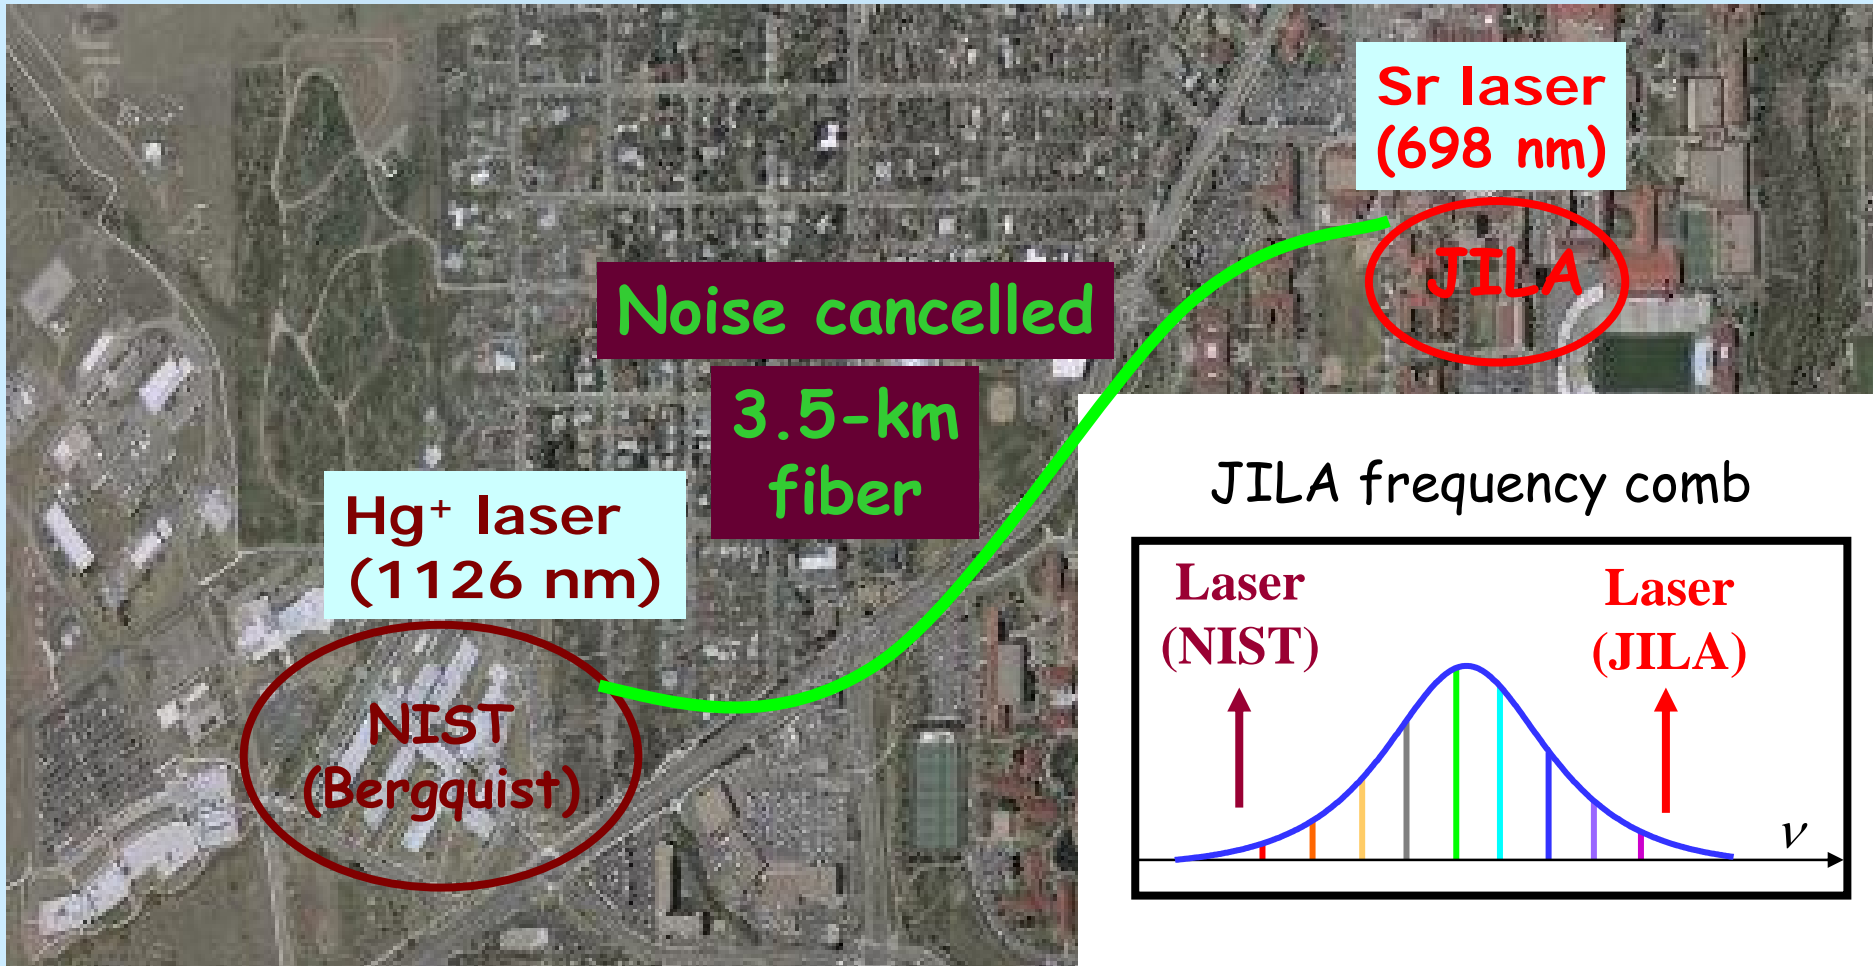 Sr laser
(698 nm)
JILA
Noise cancelled
3.5-km
fiber
Hg⁺ laser
(1126 nm)
NIST
(Bergquist)
JILA frequency comb
Laser
(NIST)
Laser
(JILA)
ν